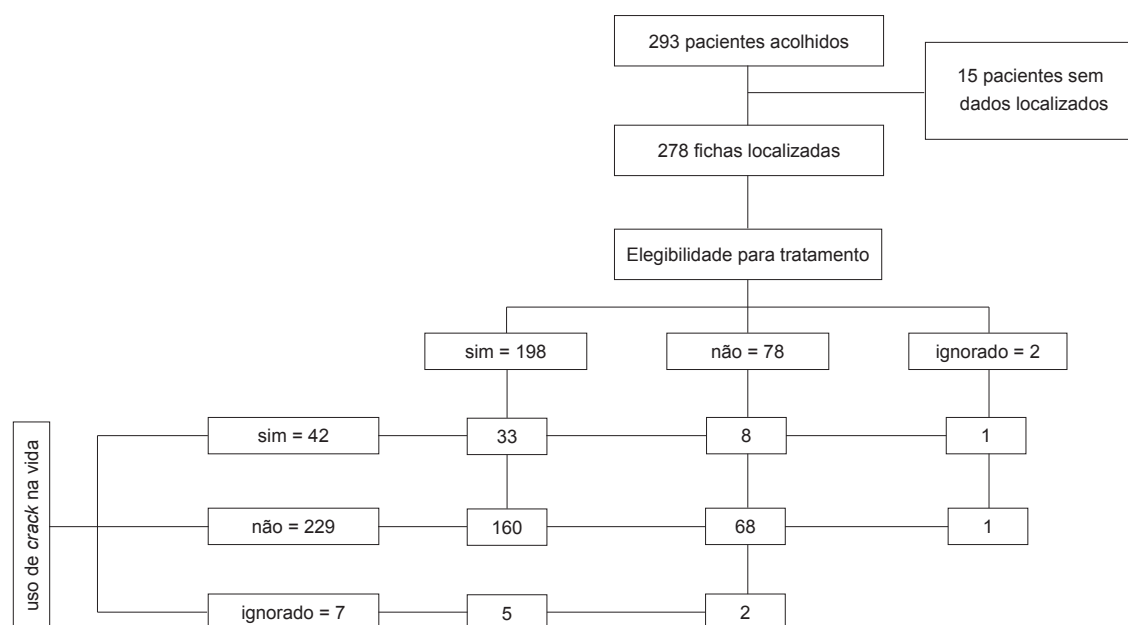 293 pacientes acolhidos
15 pacientes sem
dados localizados
278 fichas localizadas
Elegibilidade para tratamento
sim = 198
não = 78
ignorado = 2
uso de crack na vida
sim = 42
33
8
1
não = 229
160
68
1
ignorado = 7
5
2